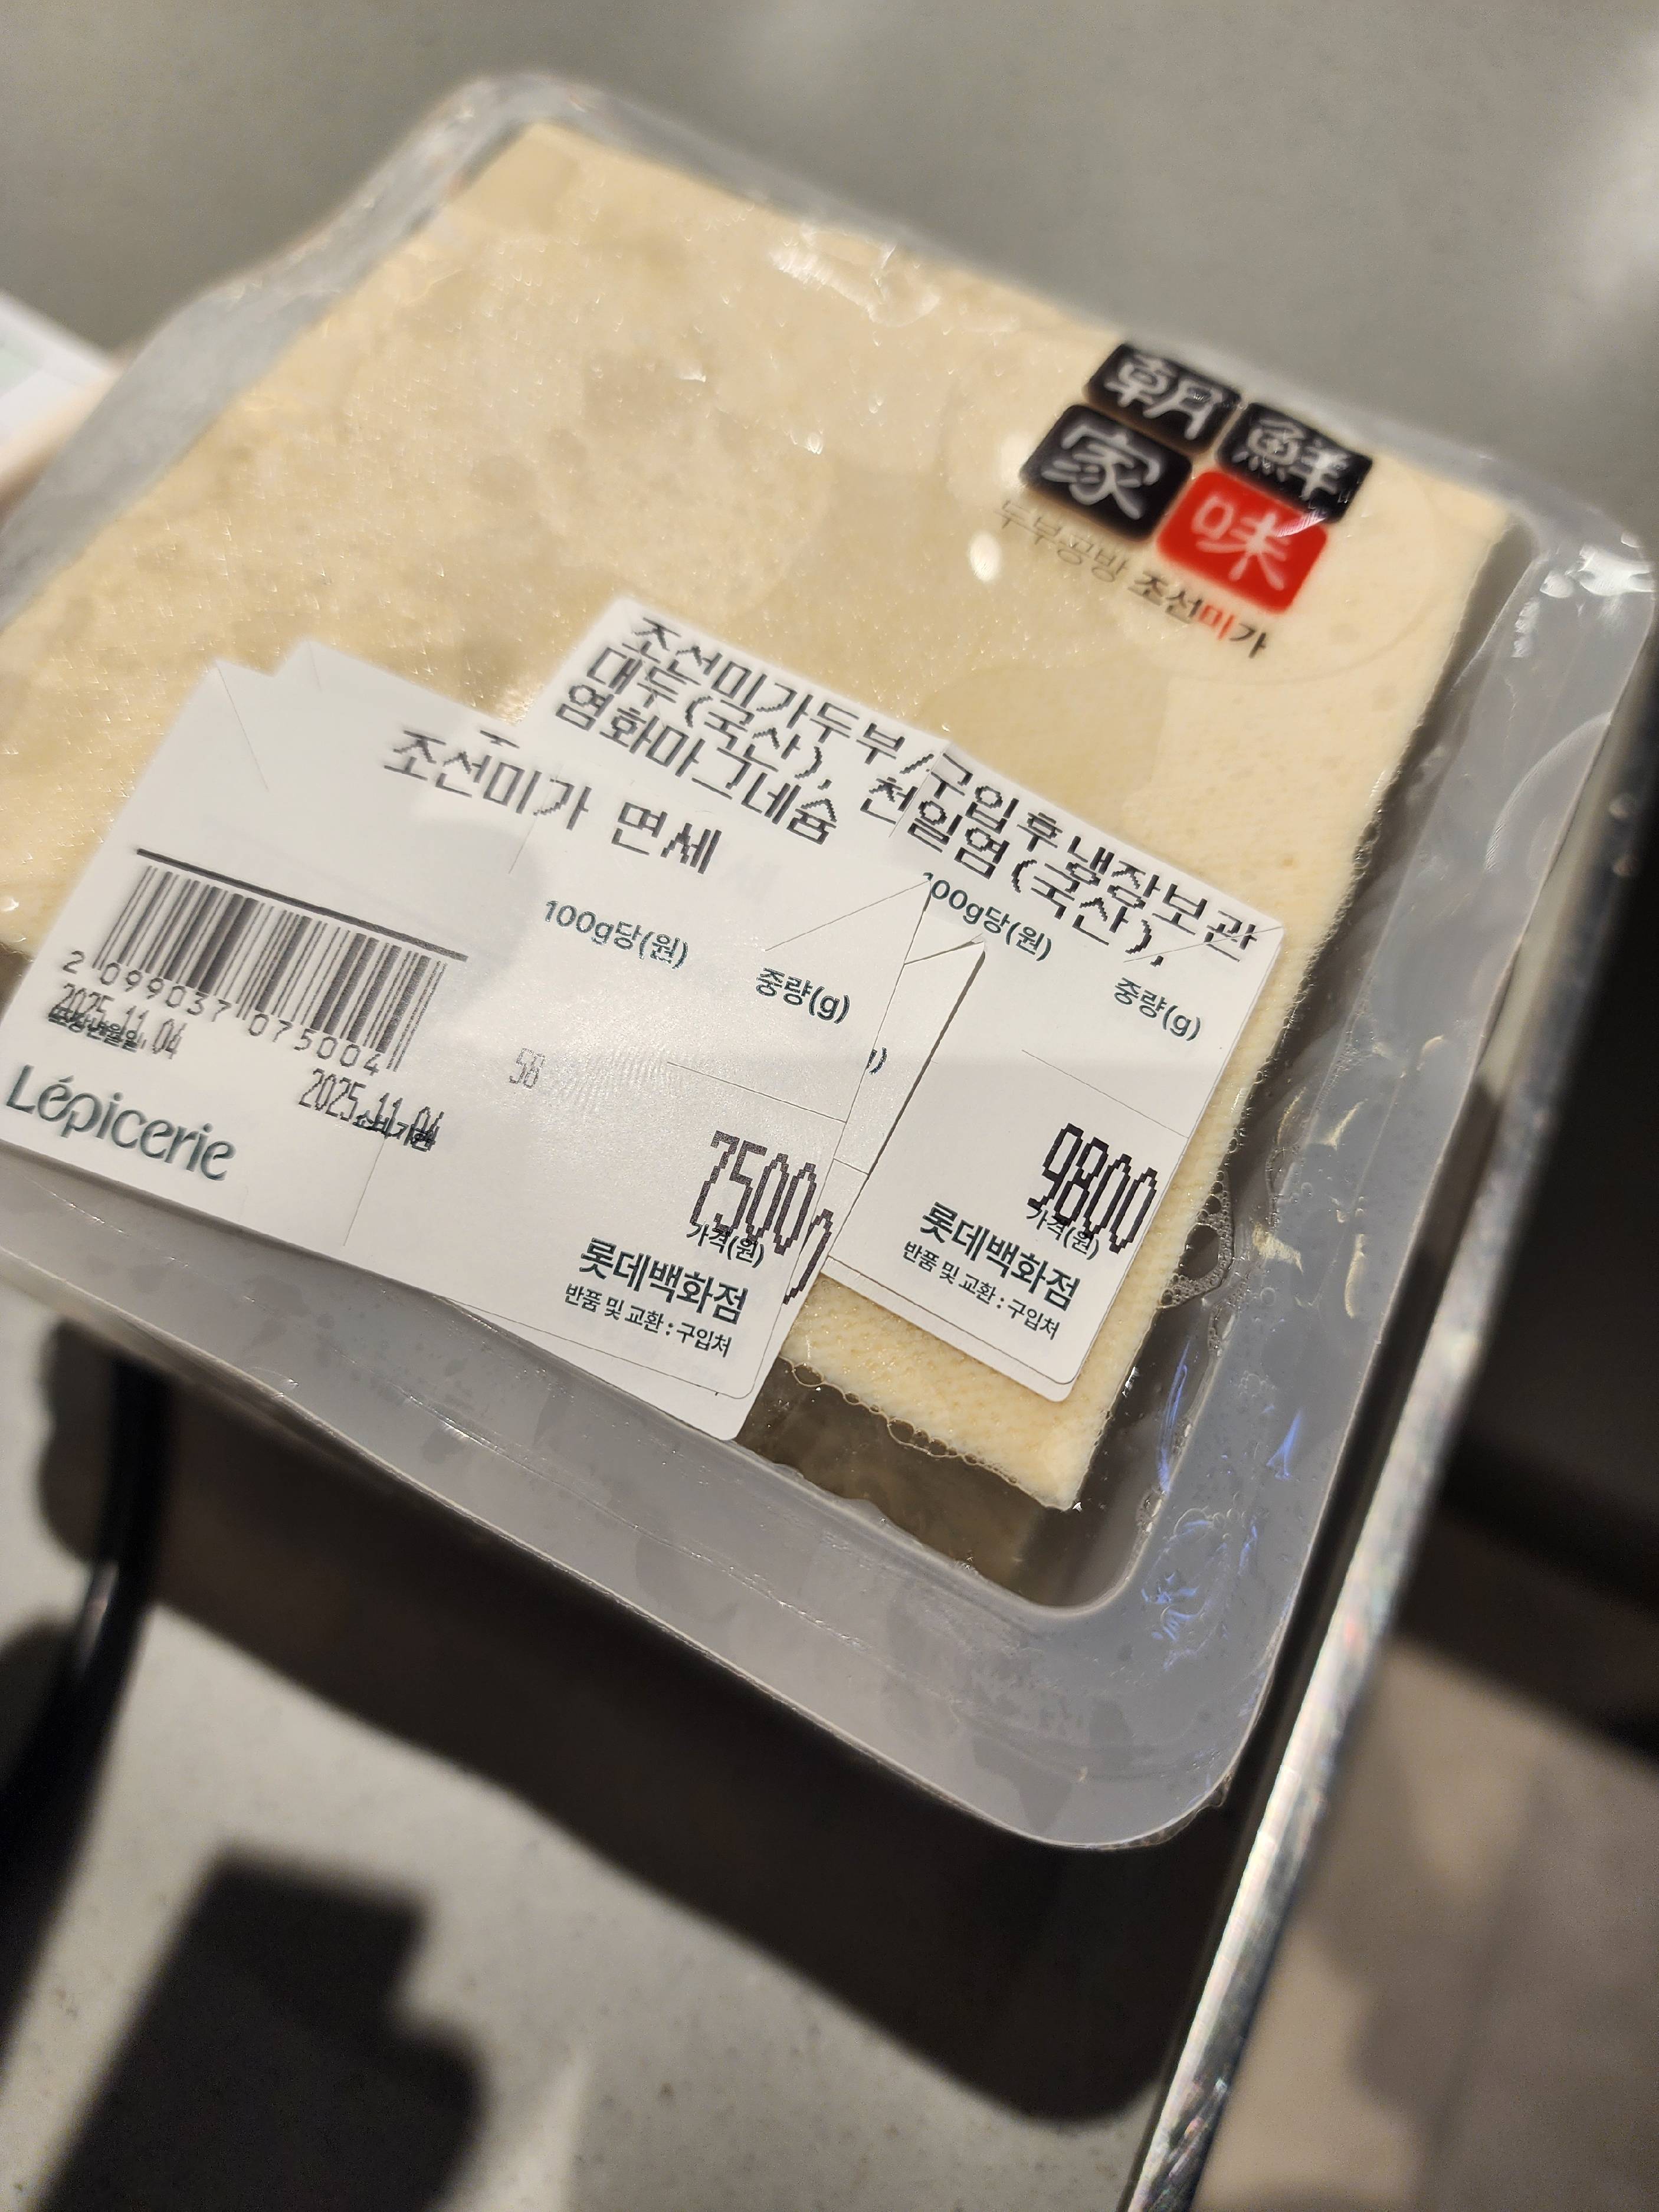 朝鮮
家味
두부공방 조선미가
조선미가두부/구입후냉장보관
대두(국산), 천일염(국산),
염화마그네슘
조선미가 면세
100g당(원)
중량(g)
00g당(원)
중량(g)
2 099037 075004
2025.11.04
2025.11.04
56
Lépicerie
7500
가격(원)
롯데백화점
반품 및 교환 : 구입처
9800
가격(원)
롯데백화점
반품 및 교환 : 구입처